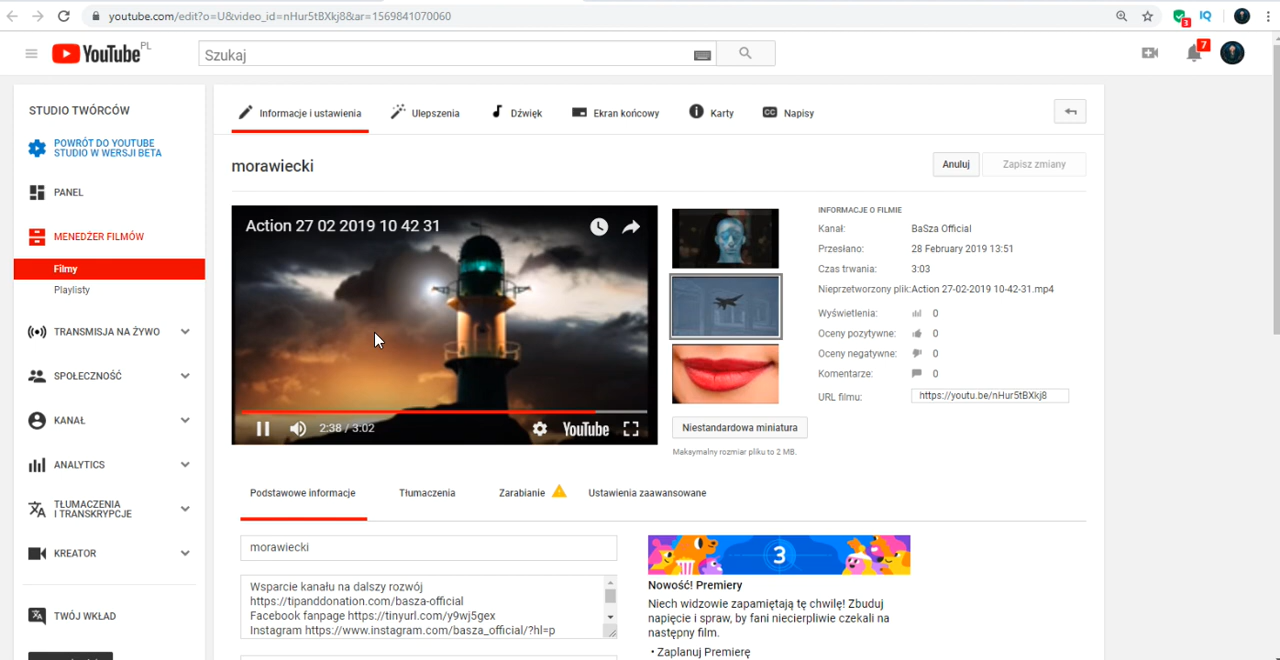 youtube.com/edit?o=U&video_id=nHur5tBXkj8&ar=1569841070060
3
YouTube PL
Szukaj
7
STUDIO TWÓRCÓW
POWRÓT DO YOUTUBE
STUDIO W WERSJI BETA
PANEL
MENEDŻER FILMÓW
Filmy
Playlisty
TRANSMISJA NA ŻYWO
SPOŁECZNOŚĆ
KANAŁ
ANALYTICS
TŁUMACZENIA
I TRANSKRYPCJE
KREATOR
TWÓJ WKŁAD
Informacje i ustawienia
Ulepszenia
Dźwięk
Ekran końcowy
Karty
CC Napisy
morawiecki
Anuluj
Zapisz zmiany
Action 27 02 2019 10 42 31
2:38 / 3:02
YouTube
Niestandardowa miniatura
Maksymalny rozmiar pliku to 2 MB.
INFORMACJE O FILMIE
Kanał: BaSza Official
Przesłano: 28 February 2019 13:51
Czas trwania: 3:03
Nieprzetworzony plik:Action 27-02-2019 10-42-31.mp4
Wyświetlenia: 0
Oceny pozytywne: 0
Oceny negatywne: 0
Komentarze: 0
URL filmu: https://youtu.be/nHur5tBXkj8
Podstawowe informacje
Tłumaczenia
Zarabianie
Ustawienia zaawansowane
morawiecki
Wsparcie kanału na dalszy rozwój
https://tipanddonation.com/basza-official
Facebook fanpage https://tinyurl.com/y9wj5gex
Instagram https://www.instagram.com/basza_official/?hl=p
3
Nowość! Premiery
Niech widzowie zapamiętają tę chwilę! Zbuduj
napięcie i spraw, by fani niecierpliwie czekali na
następny film.
• Zaplanuj Premierę